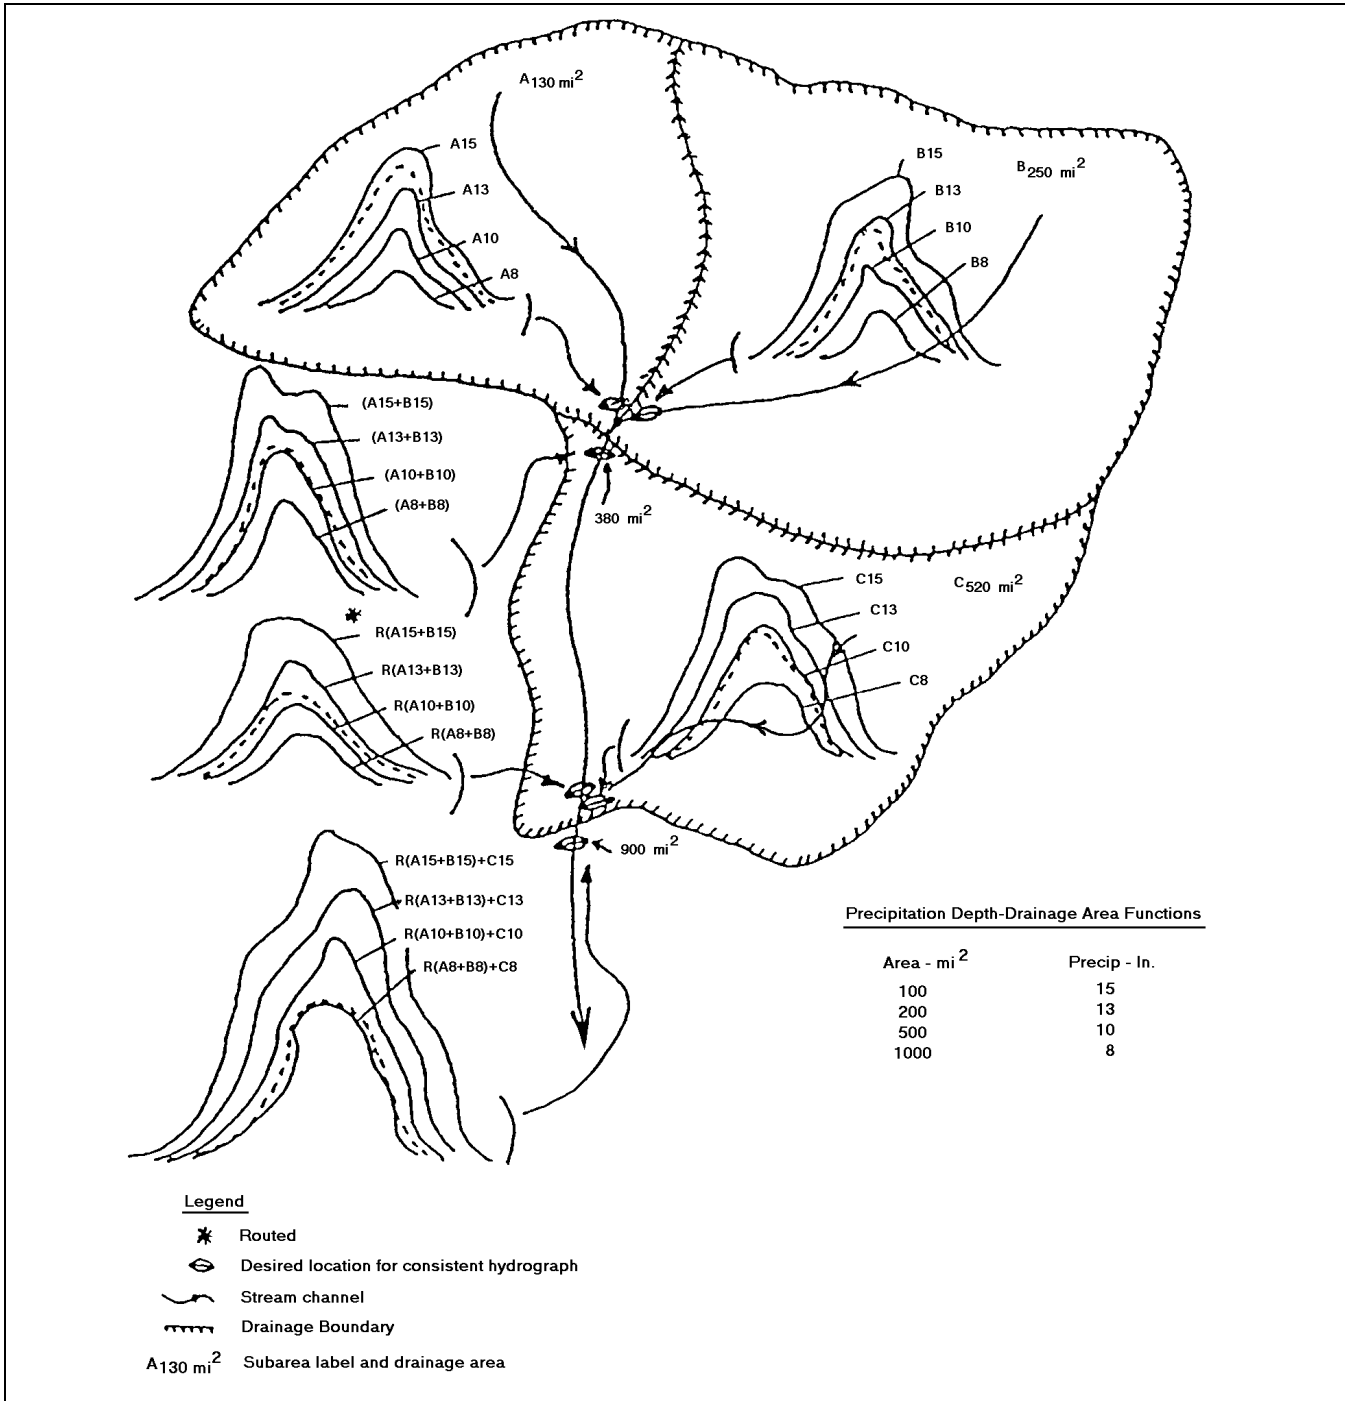 A130 mi2
A15
A13
A10
A8
B15
B250 mi2
B13
B10
B8
(A15+B15)
(A13+B13)
(A10+B10)
(A8+B8)
380 mi2
C520 mi2
C15
C13
C10
C8
R(A15+B15)
R(A13+B13)
R(A10+B10)
R(A8+B8)
900 mi2
R(A15+B15)+C15
R(A13+B13)+C13
R(A10+B10)+C10
R(A8+B8)+C8
Precipitation Depth-Drainage Area Functions
Area - mi 2 Precip - In.
100 15
200 13
500 10
1000 8
Legend
Routed
Desired location for consistent hydrograph
Stream channel
Drainage Boundary
A130 mi2 Subarea label and drainage area